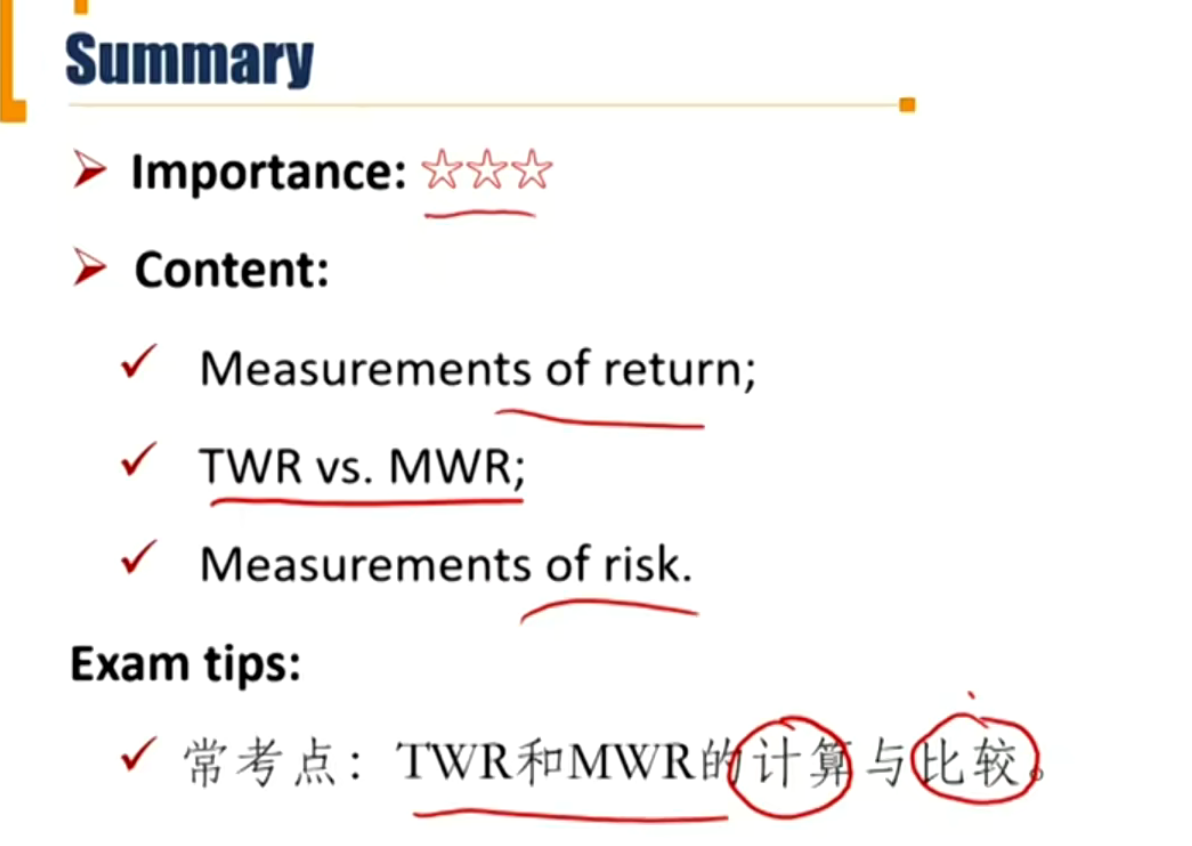 Summary
Importance: ☆☆☆
Content:
Measurements of return;
TWR vs. MWR;
Measurements of risk.
Exam tips:
常考点：TWR和MWR的计算与比较。